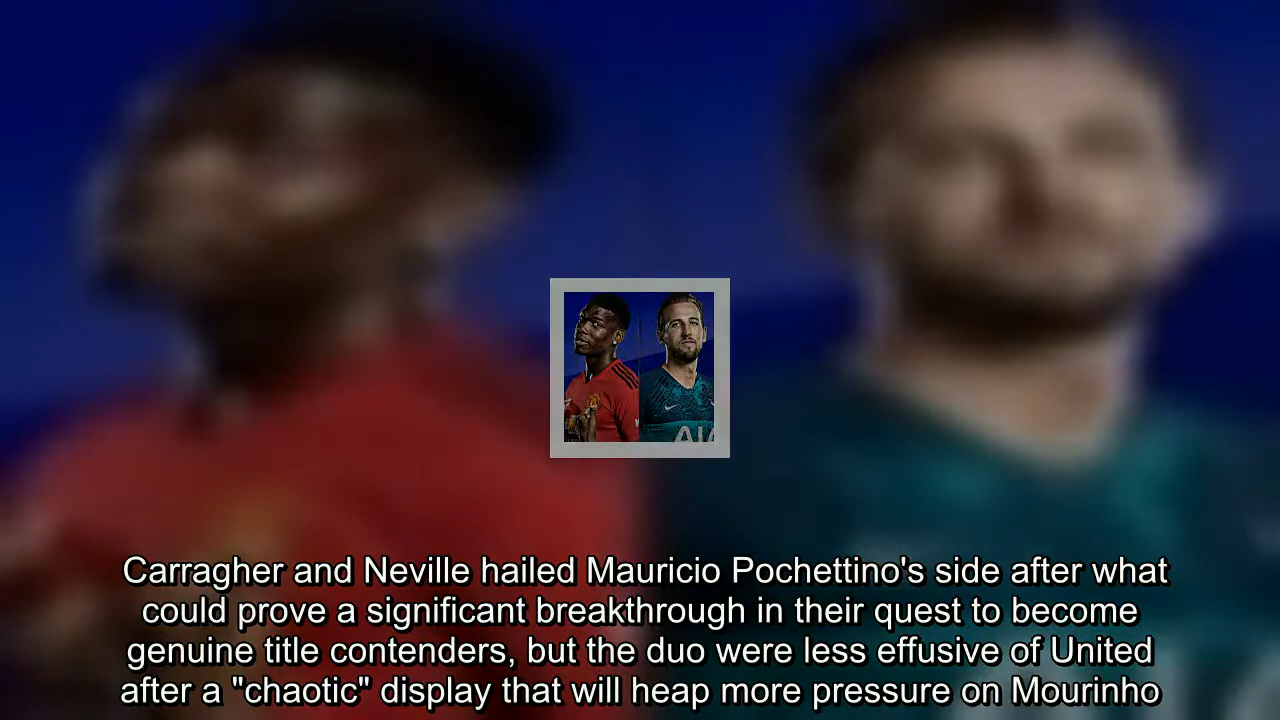 AIA
Carragher and Neville hailed Mauricio Pochettino's side after what
could prove a significant breakthrough in their quest to become
genuine title contenders, but the duo were less effusive of United
after a "chaotic" display that will heap more pressure on Mourinho